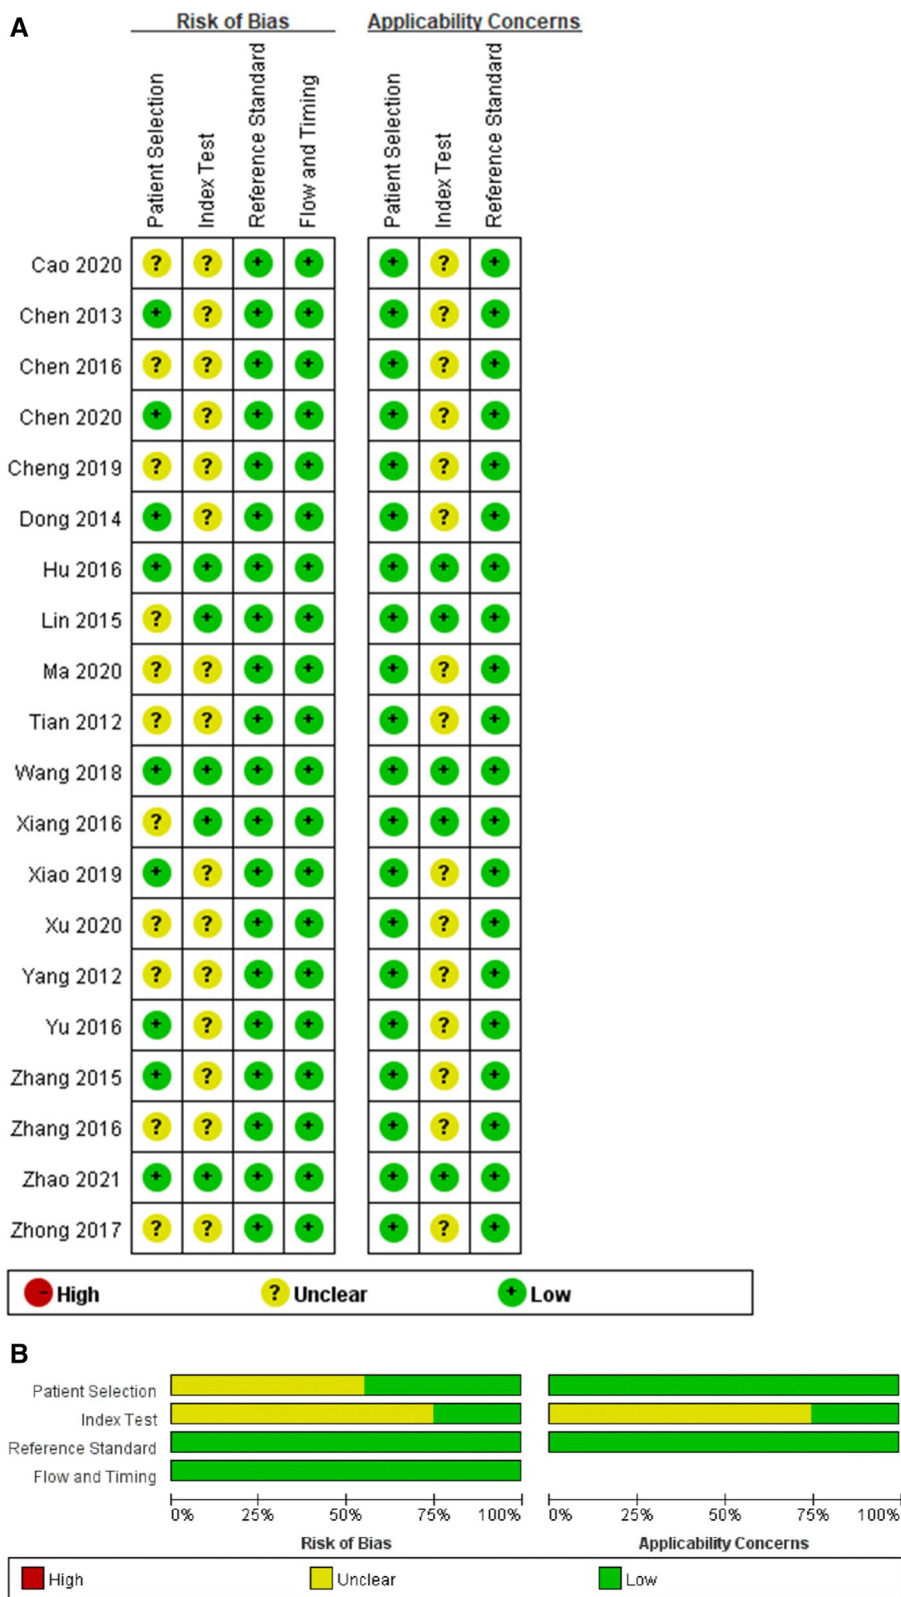 A
Risk of Bias
Applicability Concerns
Patient Selection
Index Test
Reference Standard
Flow and Timing
Patient Selection
Index Test
Reference Standard
Cao 2020 ? ? + + + ? +
Chen 2013 + ? + + + ? +
Chen 2016 ? ? + + + ? +
Chen 2020 + ? + + + ? +
Cheng 2019 ? ? + + + ? +
Dong 2014 + ? + + + ? +
Hu 2016 + + + + + + +
Lin 2015 ? + + + + + +
Ma 2020 ? ? + + + ? +
Tian 2012 ? ? + + + ? +
Wang 2018 + + + + + + +
Xiang 2016 ? + + + + + +
Xiao 2019 + ? + + + ? +
Xu 2020 ? ? + + + ? +
Yang 2012 ? ? + + + ? +
Yu 2016 + ? + + + ? +
Zhang 2015 + ? + + + ? +
Zhang 2016 ? ? + + + ? +
Zhao 2021 + + + + + + +
Zhong 2017 ? ? + + + ? +
- High ? Unclear + Low
B
Patient Selection
Index Test
Reference Standard
Flow and Timing
0% 25% 50% 75% 100% 0% 25% 50% 75% 100%
Risk of Bias Applicability Concerns
High Unclear Low